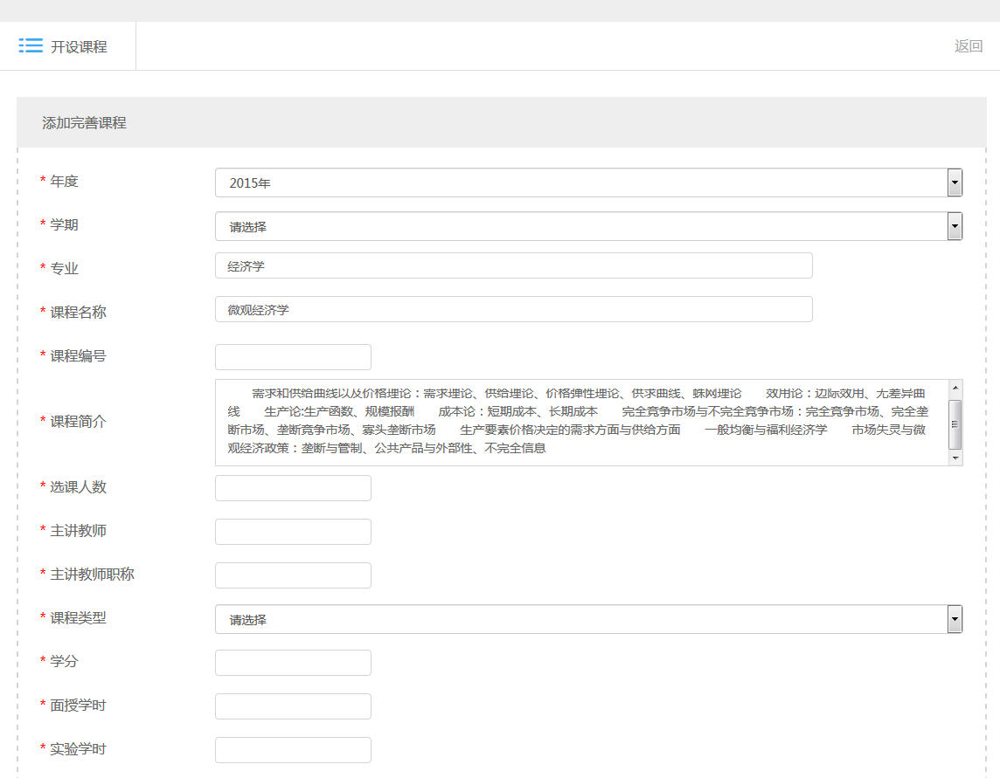 开设课程
返回
添加完善课程
* 年度
2015年
* 学期
请选择
* 专业
经济学
* 课程名称
微观经济学
* 课程编号
* 课程简介
需求和供给曲线以及价格理论：需求理论、供给理论、价格弹性理论、供求曲线、蛛网理论 效用论：边际效用、无差异曲
线 生产论:生产函数、规模报酬 成本论：短期成本、长期成本 完全竞争市场与不完全竞争市场：完全竞争市场、完全垄
断市场、垄断竞争市场、寡头垄断市场 生产要素价格决定的需求方面与供给方面 一般均衡与福利经济学 市场失灵与微
观经济政策：垄断与管制、公共产品与外部性、不完全信息
* 选课人数
* 主讲教师
* 主讲教师职称
* 课程类型
请选择
* 学分
* 面授学时
* 实验学时